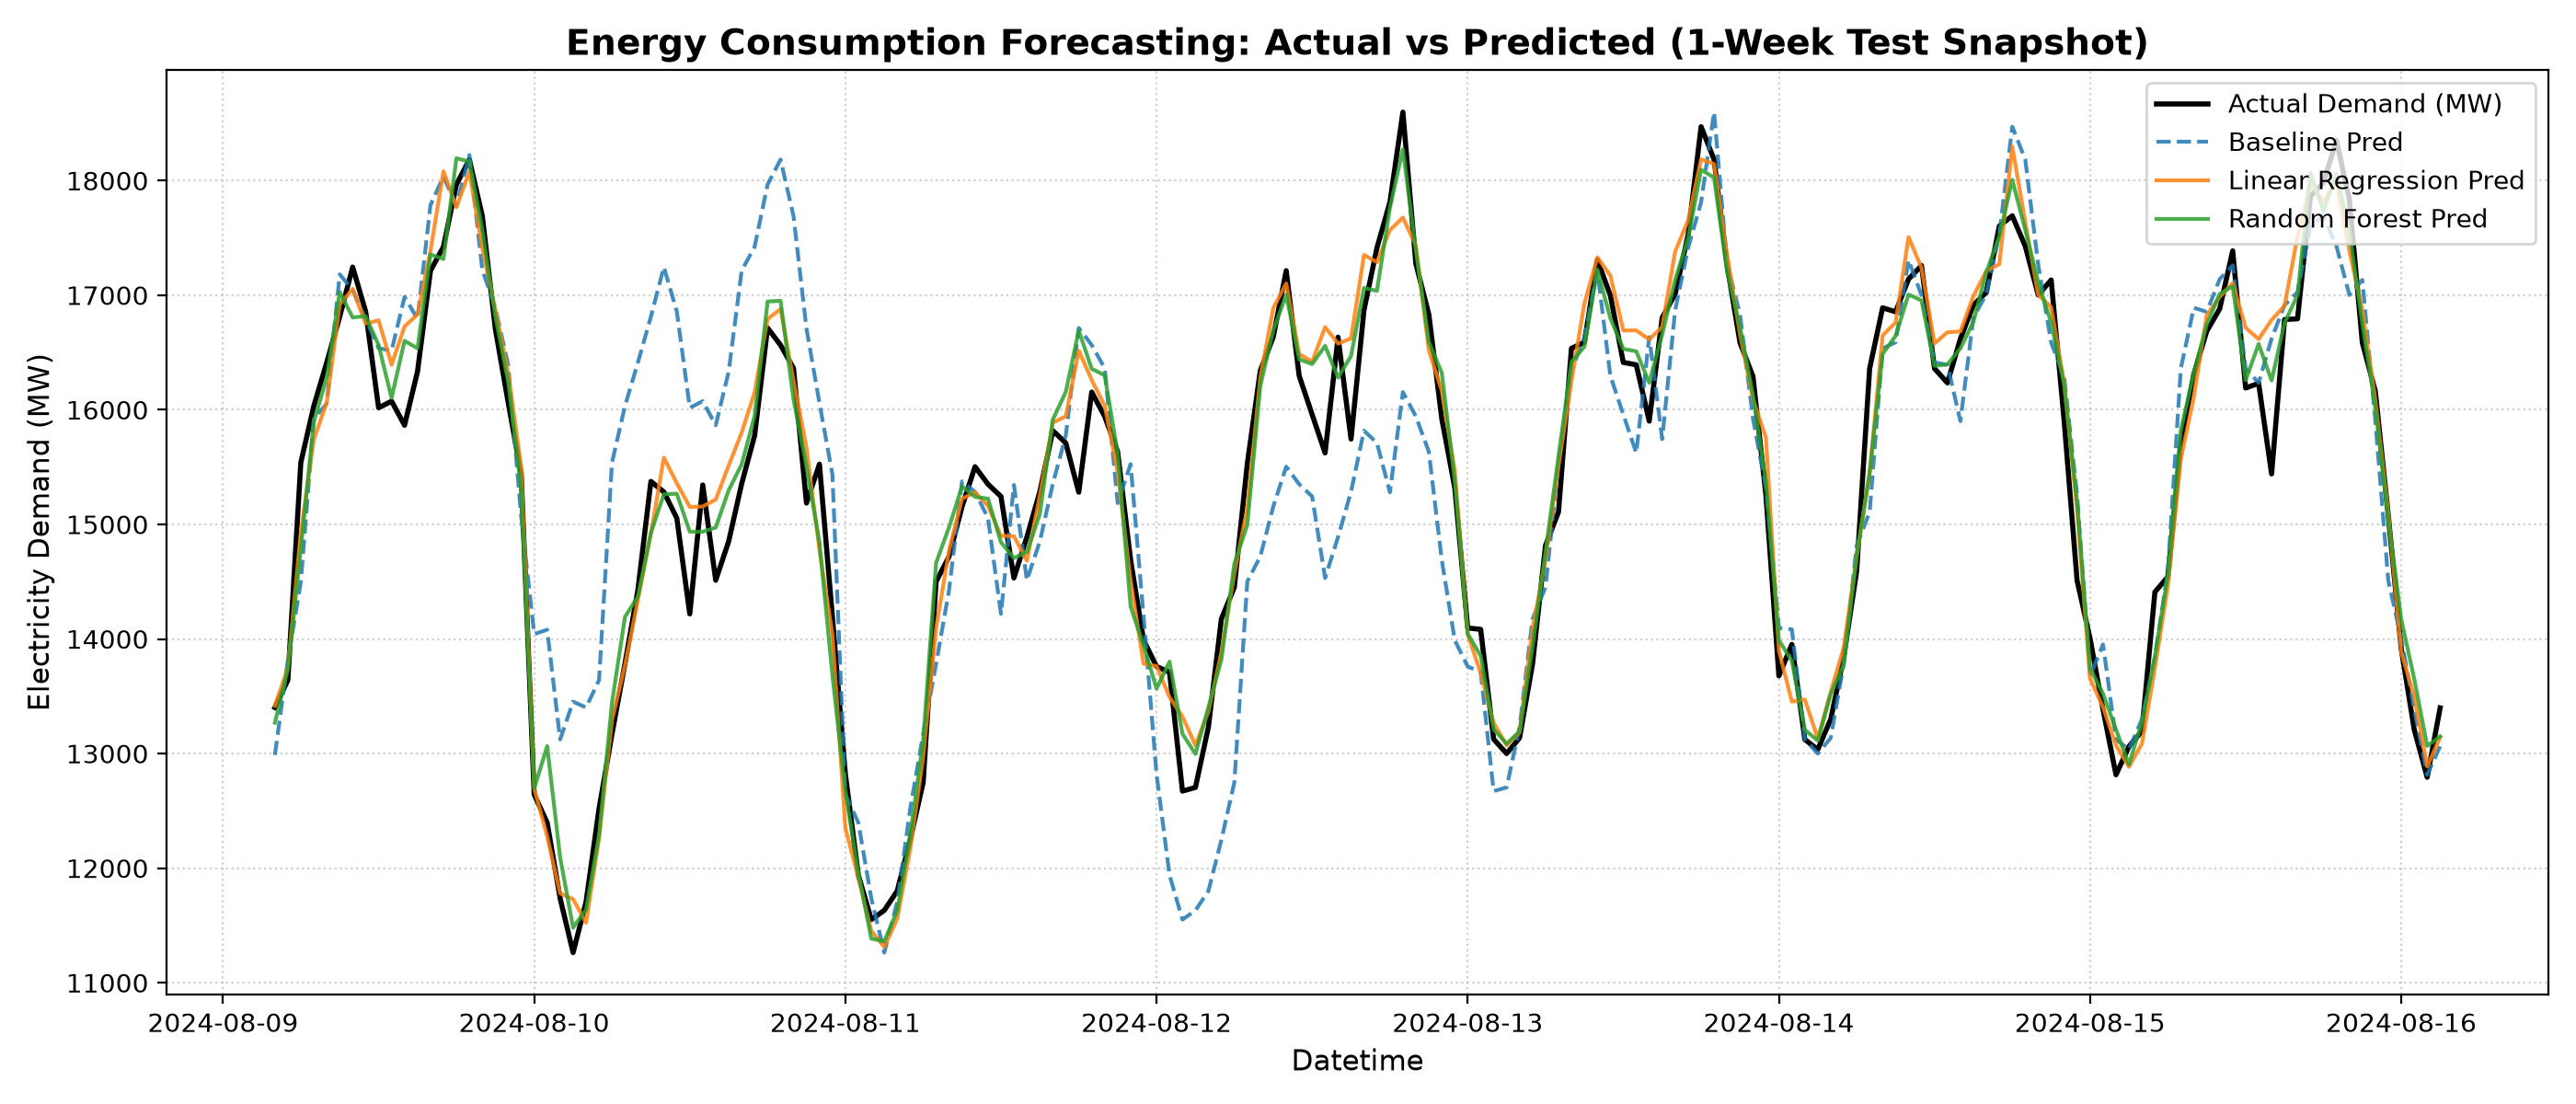 Energy Consumption Forecasting: Actual vs Predicted (1-Week Test Snapshot)
Actual Demand (MW)
Baseline Pred
Linear Regression Pred
Random Forest Pred
Electricity Demand (MW)
18000
17000
16000
15000
14000
13000
12000
11000
2024-08-09 2024-08-10 2024-08-11 2024-08-12 2024-08-13 2024-08-14 2024-08-15 2024-08-16
Datetime